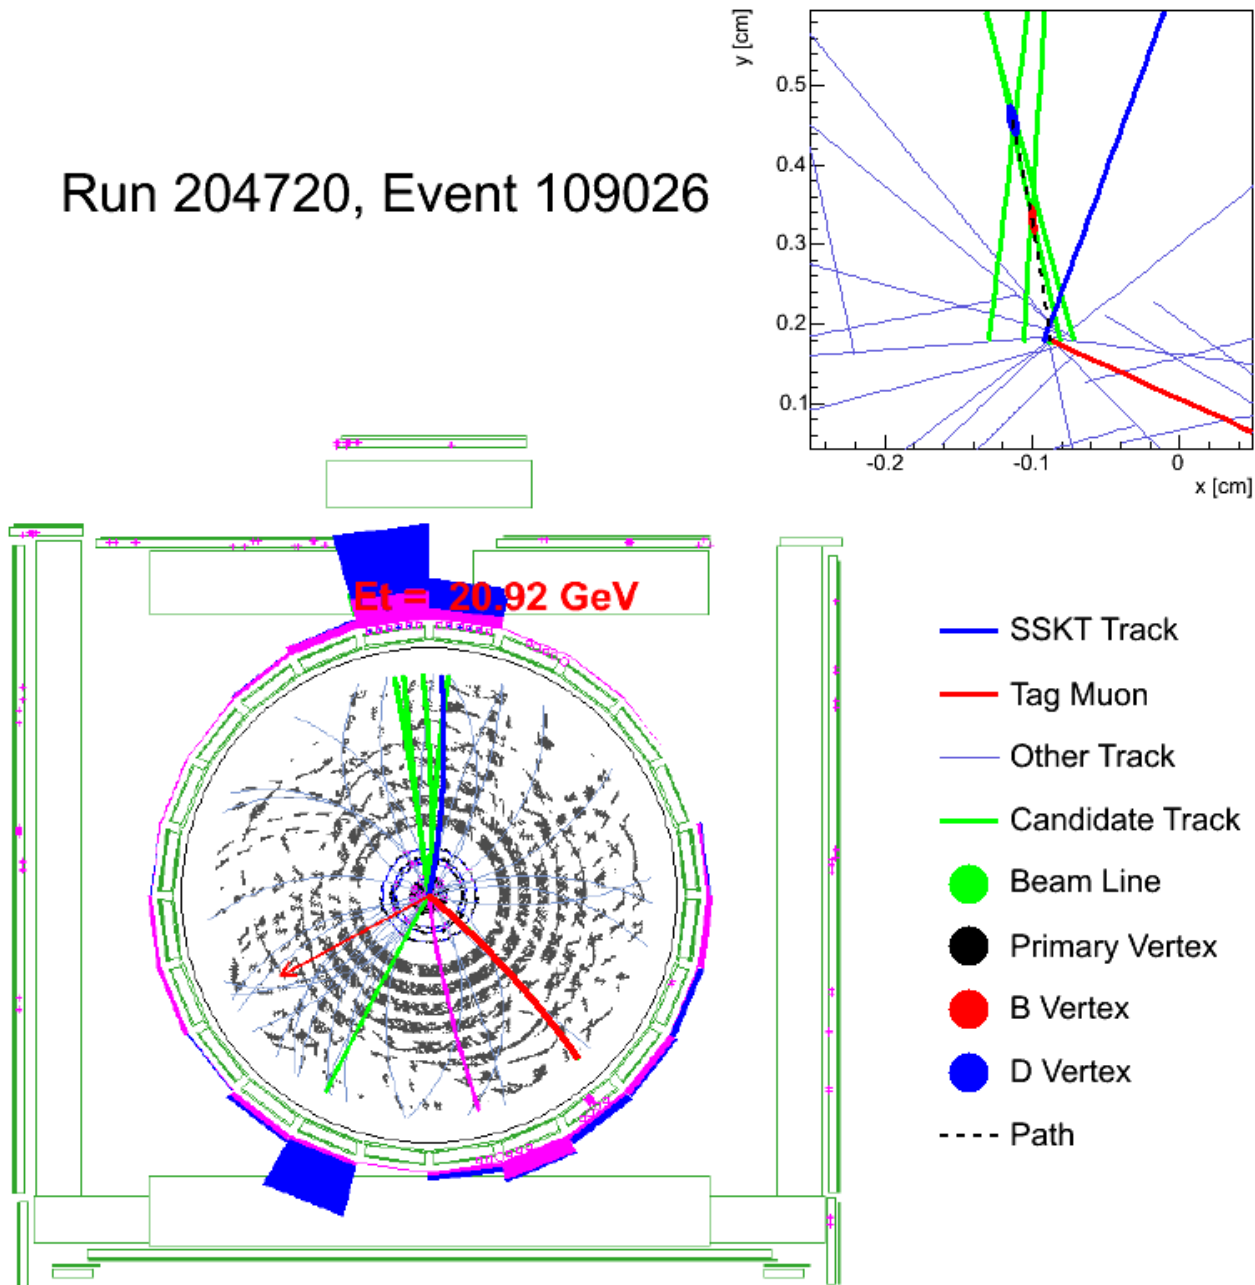 Run 204720, Event 109026
y [cm]
0.5
0.4
0.3
0.2
0.1
-0.2
-0.1
0
x [cm]
Et = 20.92 GeV
SSKT Track
Tag Muon
Other Track
Candidate Track
Beam Line
Primary Vertex
B Vertex
D Vertex
Path